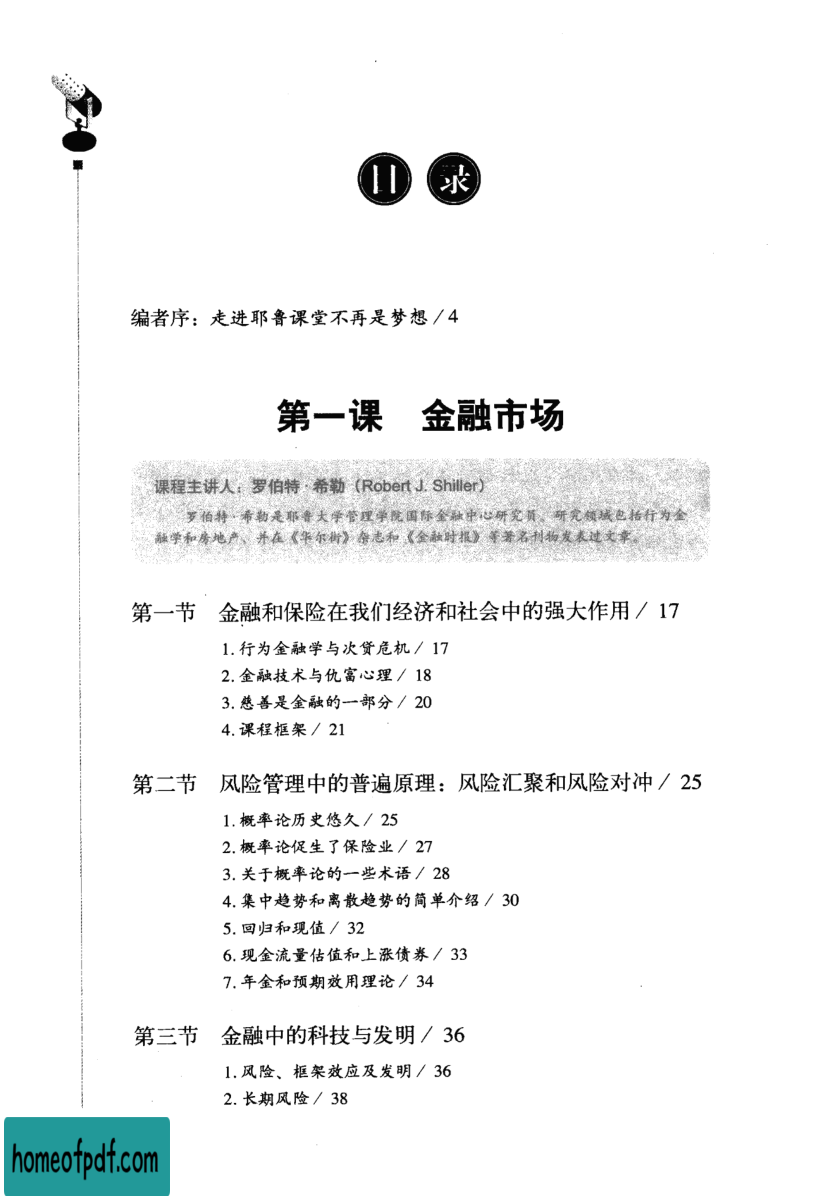 目录
编者序：走进耶鲁课堂不再是梦想/4
第一课 金融市场
课程主讲人：罗伯特·希勒（Robert J. Shiller）
罗伯特·希勒是耶鲁大学管理学院国际金融中心研究员。研究领域包括行为金
融学和房地产、并在《华尔街》杂志和《金融时报》等著名刊物发表过文章。
第一节 金融和保险在我们经济和社会中的强大作用/ 17
1.行为金融学与次贷危机/ 17
2.金融技术与仇富心理/ 18
3.慈善是金融的一部分/ 20
4.课程框架/ 21
第二节 风险管理中的普遍原理：风险汇聚和风险对冲/ 25
1.概率论历史悠久/ 25
2.概率论促生了保险业/ 27
3.关于概率论的一些术语/ 28
4.集中趋势和离散趋势的简单介绍/ 30
5.回归和现值/ 32
6.现金流量估值和上涨债券/ 33
7.年金和预期效用理论/ 34
第三节 金融中的科技与发明/ 36
1.风险、框架效应及发明/ 36
2.长期风险/ 38
homeofpdf.com